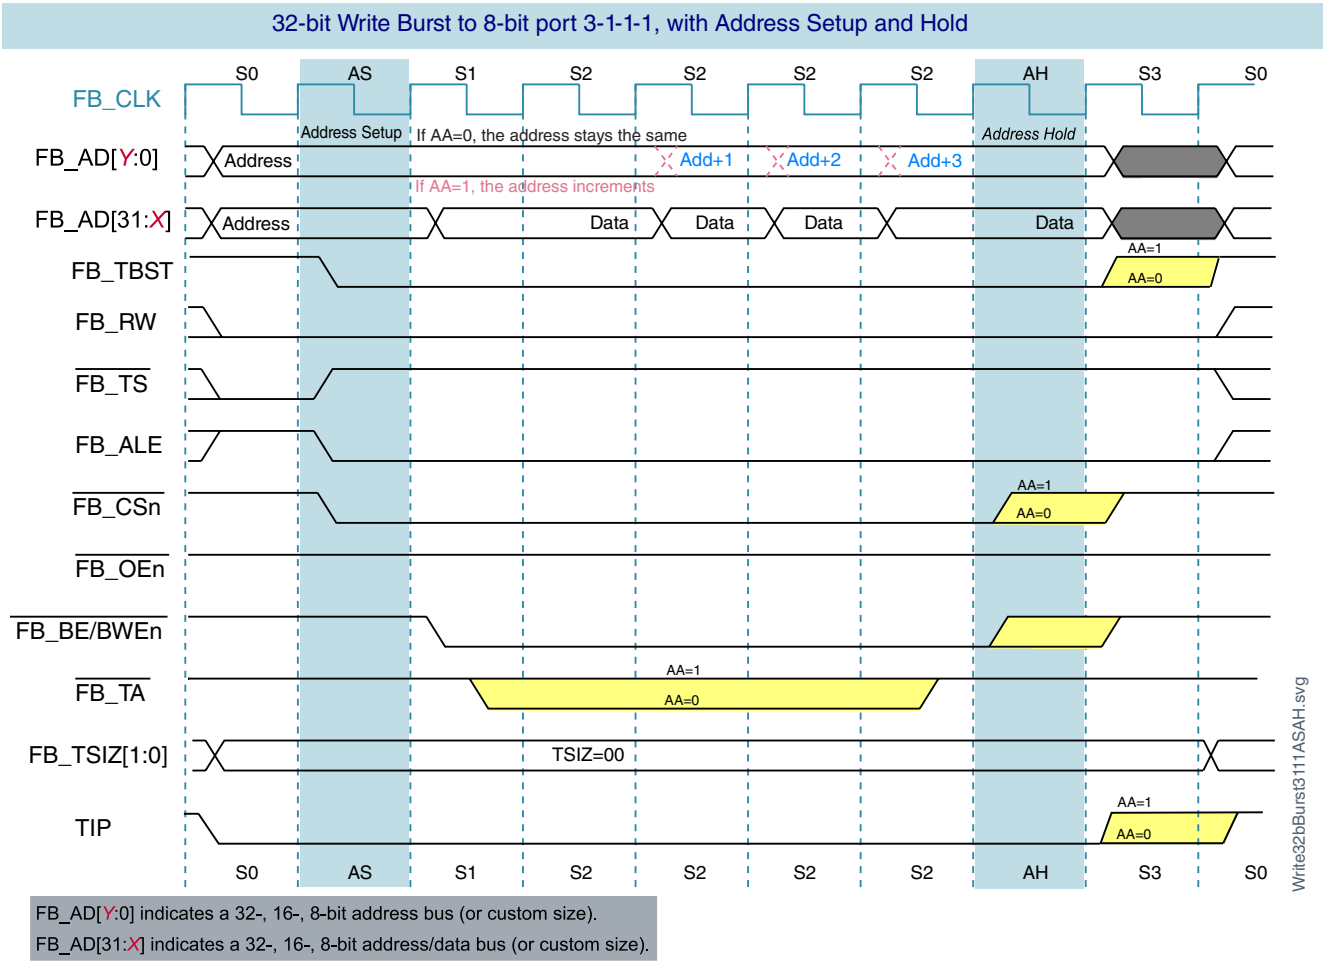 32-bit Write Burst to 8-bit port 3-1-1-1, with Address Setup and Hold
S0 AS S1 S2 S2 S2 S2 AH S3 S0
FB_CLK
Address Setup If AA=0, the address stays the same Address Hold
FB_AD[Y:0] Address Add+1 Add+2 Add+3
If AA=1, the address increments
FB_AD[31:X] Address Data Data Data Data
AA=1
FB_TBST
AA=0
FB_RW
FB_TS
FB_ALE
AA=1
FB_CSn
AA=0
FB_OEn
FB_BE/BWEn
AA=1
FB_TA
AA=0
FB_TSIZ[1:0] TSIZ=00
AA=1
TIP
AA=0
S0 AS S1 S2 S2 S2 S2 AH S3 S0
Write32bBurst3111ASAH.svg
FB_AD[Y:0] indicates a 32-, 16-, 8-bit address bus (or custom size).
FB_AD[31:X] indicates a 32-, 16-, 8-bit address/data bus (or custom size).